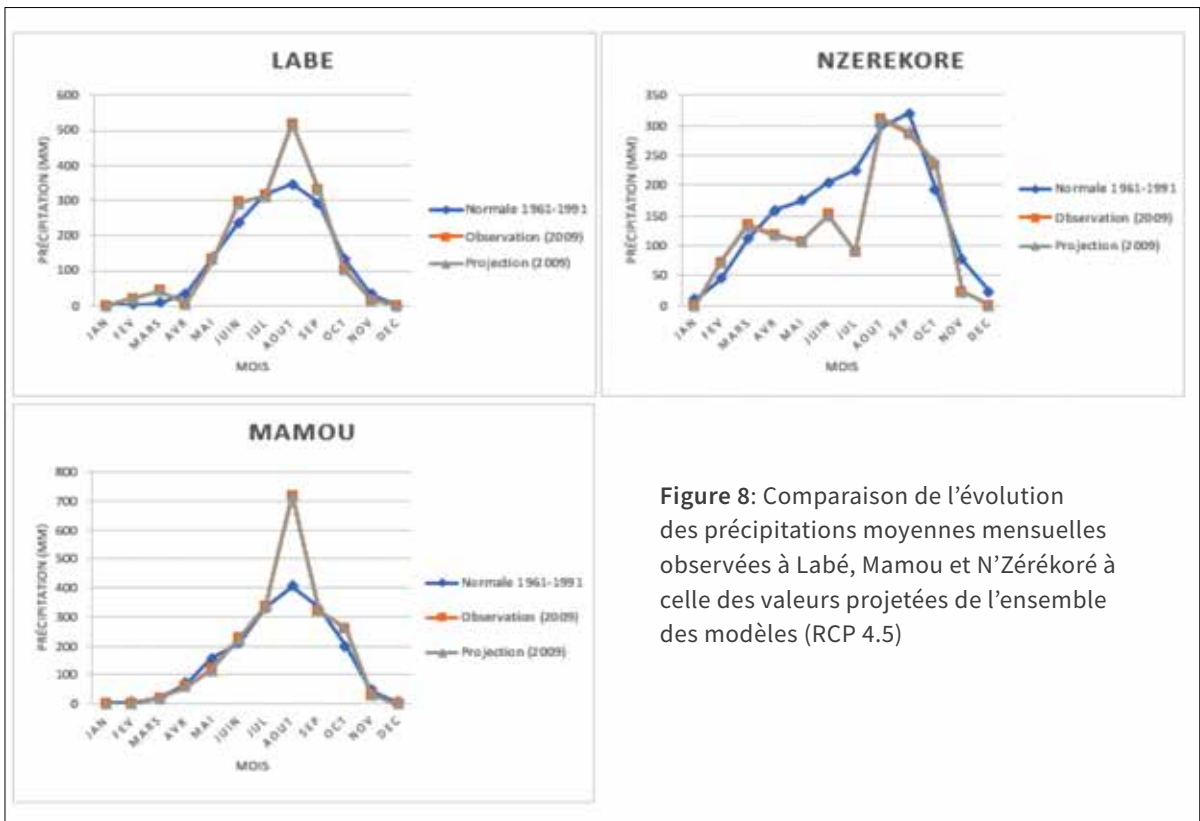 LABE
PRÉCIPITATION (MM)
600
500
400
300
200
100
0
JAN FEV MARS AVR MAI JUIN JUL AOUT SEP OCT NOV DEC
MOIS
Normale 1961-1991
Observation (2009)
Projection (2009)
NZEREKORE
PRÉCIPITATION (MM)
350
300
250
200
150
100
50
0
JAN FEV MARS AVR MAI JUIN JUL AOUT SEP OCT NOV DEC
MOIS
Normale 1961-1991
Observation (2009)
Projection (2009)
MAMOU
PRÉCIPITATION (MM)
800
700
600
500
400
300
200
100
0
JAN FEV MARS AVR MAI JUIN JUL AOUT SEP OCT NOV DEC
MOIS
Normale 1961-1991
Observation (2009)
Projection (2009)
Figure 8: Comparaison de l’évolution
des précipitations moyennes mensuelles
observées à Labé, Mamou et N’Zérékoré à
celle des valeurs projetées de l’ensemble
des modèles (RCP 4.5)